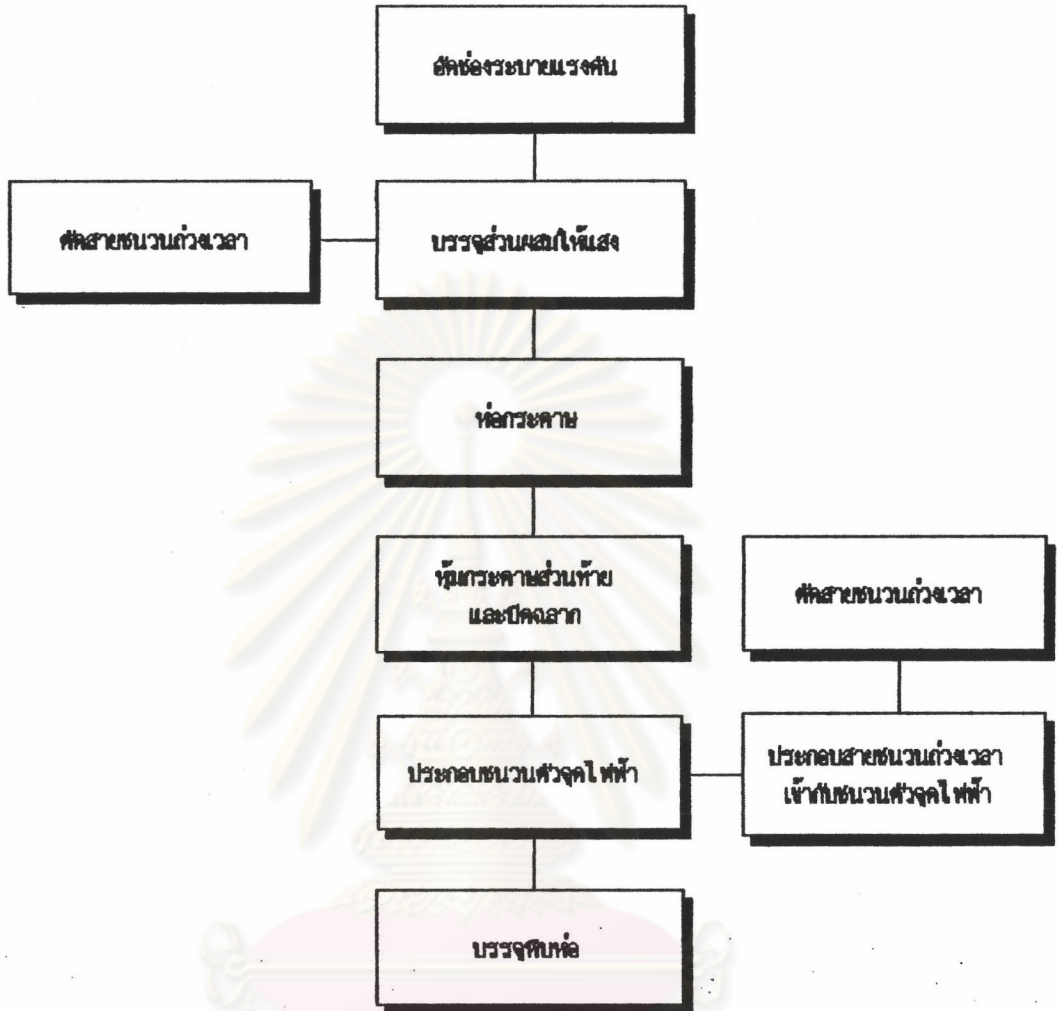 อัดช่องระบายแรงดัน
ตัดสายชนวนถ่วงเวลา
บรรจุส่วนผสมให้แสง
ห่อกระดาษ
หุ้มกระดาษส่วนท้าย
และปิดฉลาก
ตัดสายชนวนถ่วงเวลา
ประกอบชนวนตัวจุดไฟฟ้า
ประกอบสายชนวนถ่วงเวลา
เข้ากับชนวนตัวจุดไฟฟ้า
บรรจุหีบห่อ